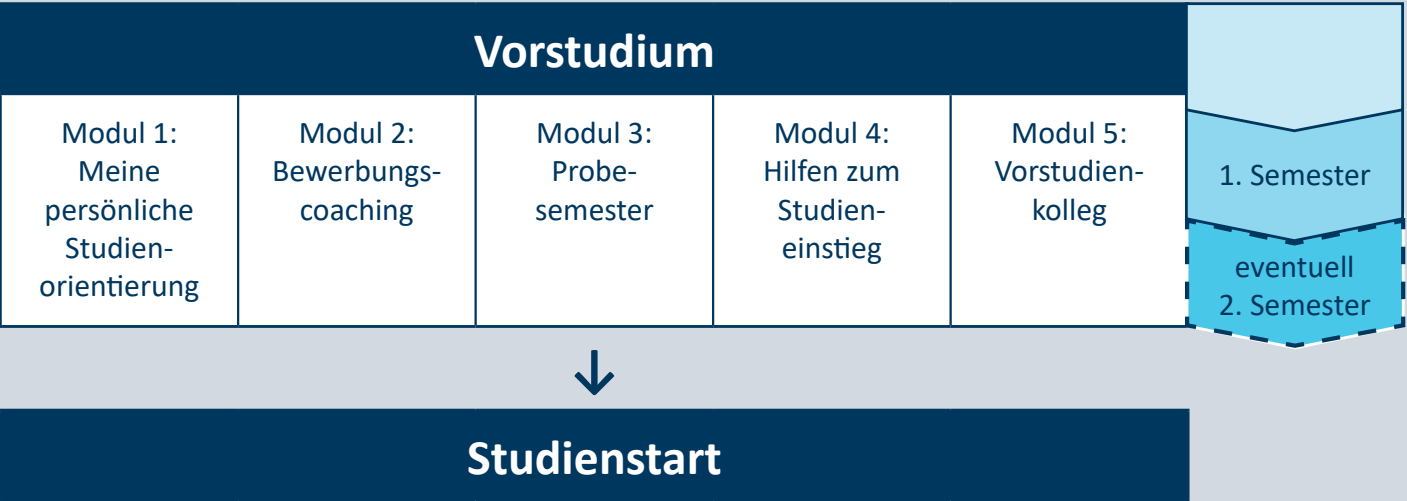 Vorstudium
Modul 1:
Meine
persönliche
Studien-
orientierung
Modul 2:
Bewerbungs-
coaching
Modul 3:
Probe-
semester
Modul 4:
Hilfen zum
Studien-
einstieg
Modul 5:
Vorstudien-
kolleg
1. Semester
eventuell
2. Semester
Studienstart